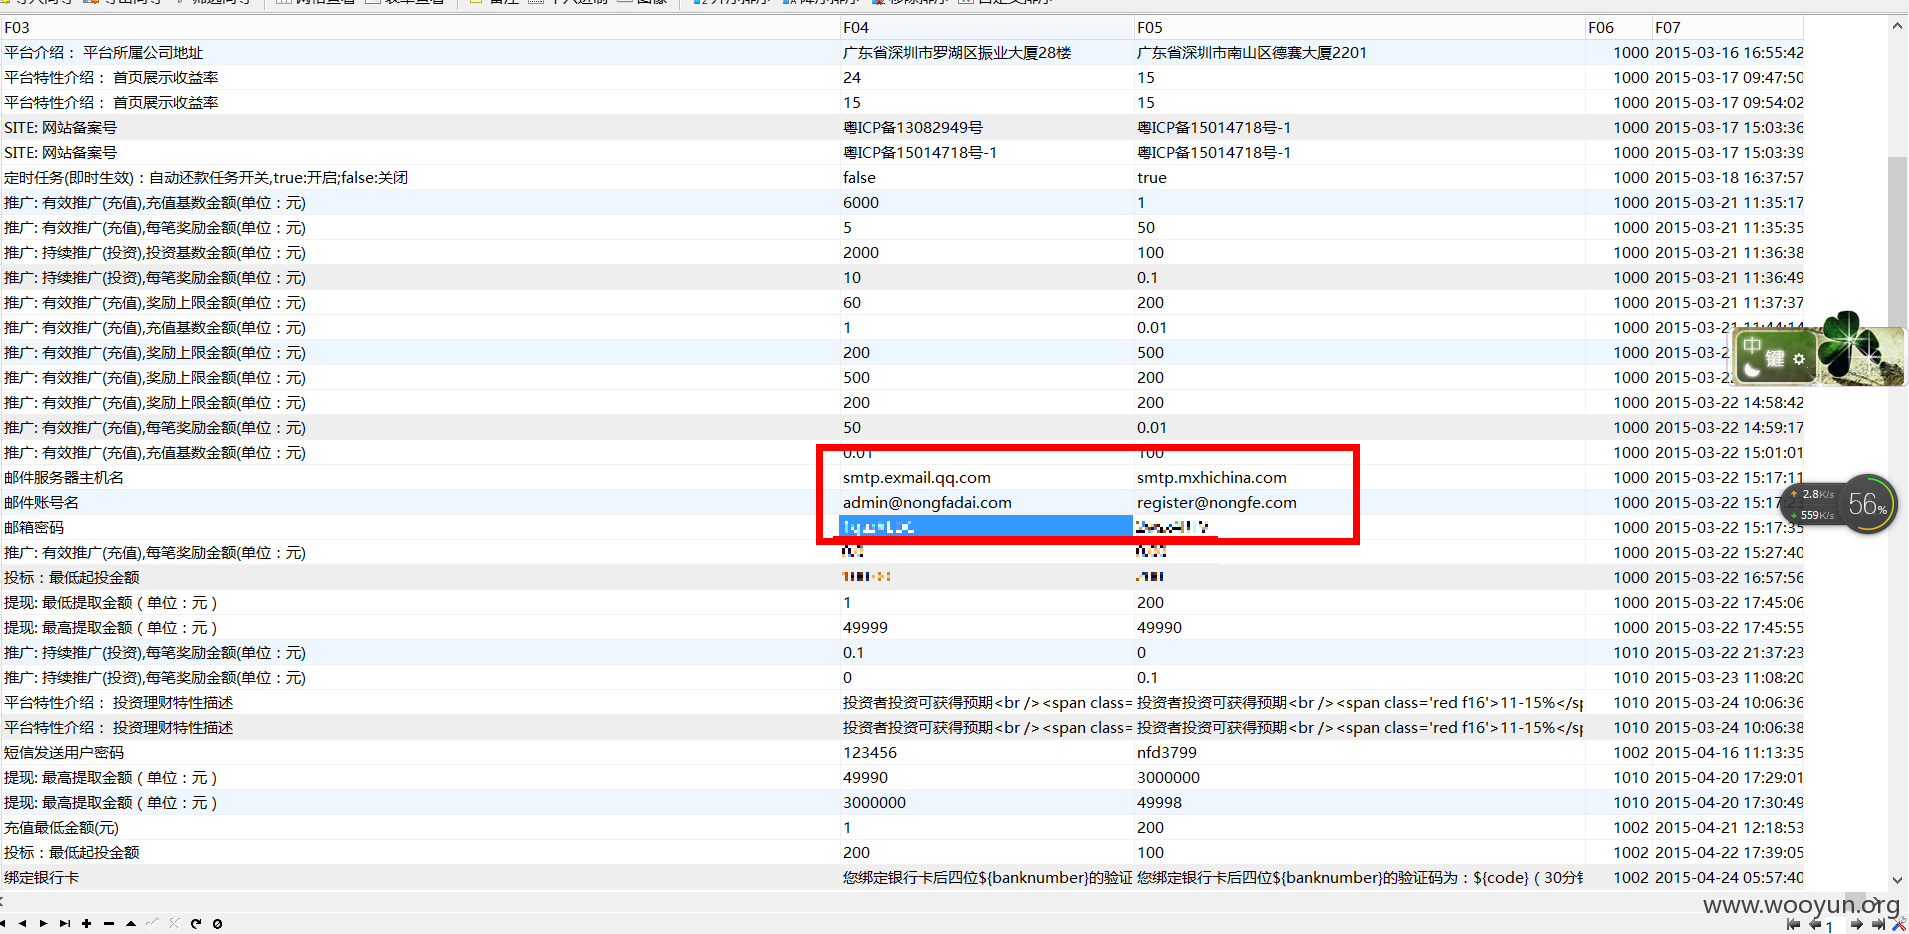 F03 F04 F05 F06 F07
平台介绍： 平台所属公司地址 广东省深圳市罗湖区振业大厦28楼 广东省深圳市南山区德赛大厦2201 1000 2015-03-16 16:55:42
平台特性介绍： 首页展示收益率 24 15 1000 2015-03-17 09:47:50
平台特性介绍： 首页展示收益率 15 15 1000 2015-03-17 09:54:02
SITE: 网站备案号 粤ICP备13082949号 粤ICP备15014718号-1 1000 2015-03-17 15:03:36
SITE: 网站备案号 粤ICP备15014718号-1 粤ICP备15014718号-1 1000 2015-03-17 15:03:39
定时任务(即时生效)：自动还款任务开关,true:开启;false:关闭 false true 1000 2015-03-18 16:37:57
推广: 有效推广(充值),充值基数金额(单位：元) 6000 1 1000 2015-03-21 11:35:17
推广: 有效推广(充值),每笔奖励金额(单位：元) 5 50 1000 2015-03-21 11:35:35
推广: 持续推广(投资),投资基数金额(单位：元) 2000 100 1000 2015-03-21 11:36:38
推广: 持续推广(投资),每笔奖励金额(单位：元) 10 0.1 1000 2015-03-21 11:36:49
推广: 有效推广(充值),奖励上限金额(单位：元) 60 200 1000 2015-03-21 11:37:37
推广: 有效推广(充值),充值基数金额(单位：元) 1 0.01 1000 2015-03-21 11:44:14
推广: 有效推广(充值),奖励上限金额(单位：元) 200 500 1000 2015-03-2
推广: 有效推广(充值),奖励上限金额(单位：元) 500 200 1000 2015-03-22
推广: 有效推广(充值),奖励上限金额(单位：元) 200 200 1000 2015-03-22 14:58:42
推广: 有效推广(充值),每笔奖励金额(单位：元) 50 0.01 1000 2015-03-22 14:59:17
推广: 有效推广(充值),充值基数金额(单位：元) 0.01 100 1000 2015-03-22 15:01:01
邮件服务器主机名 smtp.exmail.qq.com smtp.mxhichina.com 1000 2015-03-22 15:17:11
邮件账号名 admin@nongfadai.com register@nongfe.com 1000 2015-03-22 15:17:23
邮箱密码 1000 2015-03-22 15:17:35
推广: 有效推广(充值),每笔奖励金额(单位：元) 1000 2015-03-22 15:27:40
投标：最低起投金额 1000 2015-03-22 16:57:56
提现: 最低提取金额（单位：元） 1 200 1000 2015-03-22 17:45:06
提现: 最高提取金额（单位：元） 49999 49990 1000 2015-03-22 17:45:55
推广: 持续推广(投资),每笔奖励金额(单位：元) 0.1 0 1010 2015-03-22 21:37:23
推广: 持续推广(投资),每笔奖励金额(单位：元) 0 0.1 1010 2015-03-23 11:08:20
平台特性介绍： 投资理财特性描述 投资者投资可获得预期<br /><span class= 投资者投资可获得预期<br /><span class='red f16'>11-15%</sp 1010 2015-03-24 10:06:36
平台特性介绍： 投资理财特性描述 投资者投资可获得预期<br /><span class= 投资者投资可获得预期<br /><span class='red f16'>11-15%</sp 1010 2015-03-24 10:06:38
短信发送用户密码 123456 nfd3799 1002 2015-04-16 11:13:35
提现: 最高提取金额（单位：元） 49990 3000000 1010 2015-04-20 17:29:01
提现: 最高提取金额（单位：元） 3000000 49998 1010 2015-04-20 17:30:49
充值最低金额(元) 1 200 1002 2015-04-21 12:18:53
投标：最低起投金额 200 100 1002 2015-04-22 17:39:05
绑定银行卡 您绑定银行卡后四位${banknumber}的验证 您绑定银行卡后四位${banknumber}的验证码为：${code}（30分钟 1002 2015-04-24 05:57:40
中
键
2.8K/s
559K/s
56%
www.wooyun.org
1